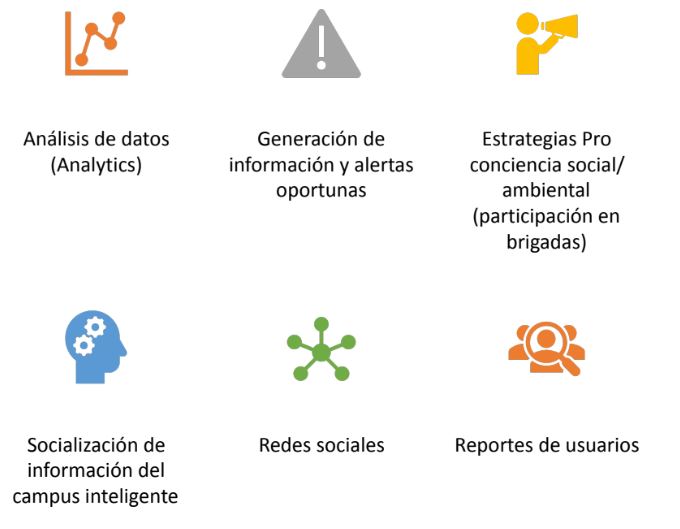 Análisis de datos
(Analytics)
Generación de
información y alertas
oportunas
Estrategias Pro
conciencia social/
ambiental
(participación en
brigadas)
Socialización de
información del
campus inteligente
Redes sociales
Reportes de usuarios